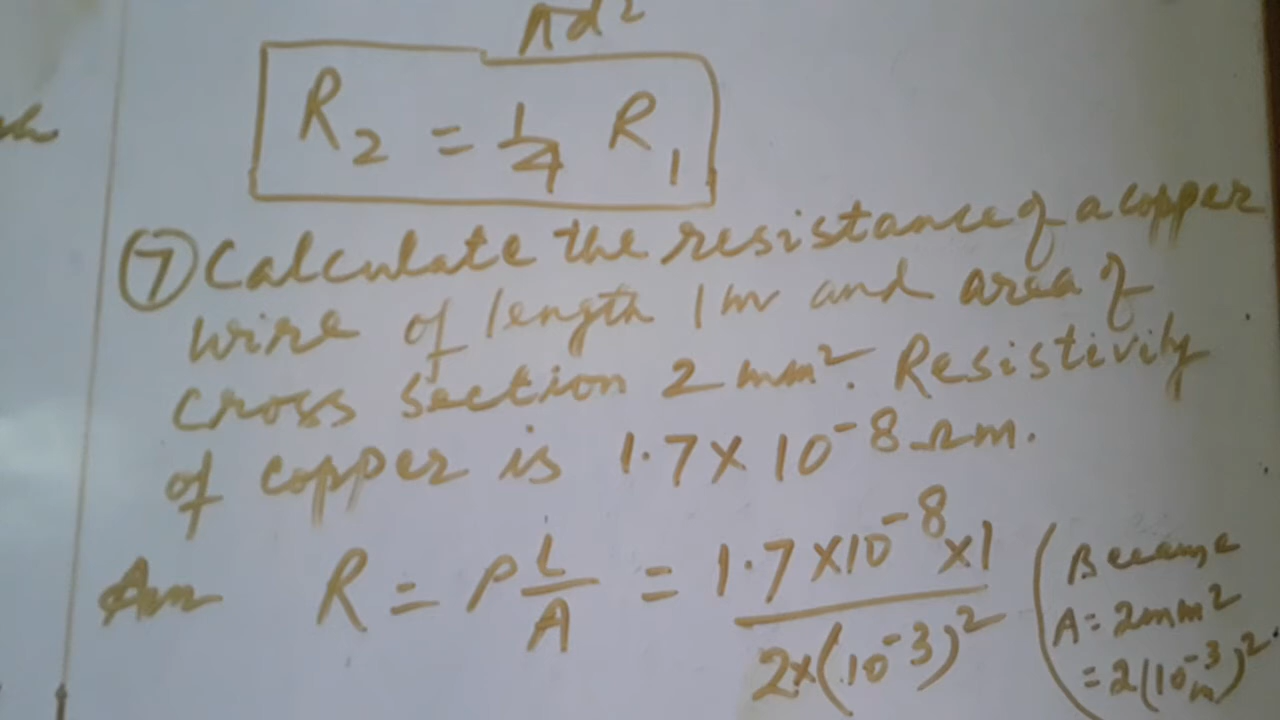 πd²
R₂ = 1/4 R₁
⑦ Calculate the resistance of a copper
wire of length 1m and area of
cross section 2 mm². Resistivity
of copper is 1.7 × 10⁻⁸ Ωm.
Ans R = ρ L/A = 1.7 × 10⁻⁸ × 1 / 2×(10⁻³)² (Because
A = 2mm²
= 2(10⁻³m)²